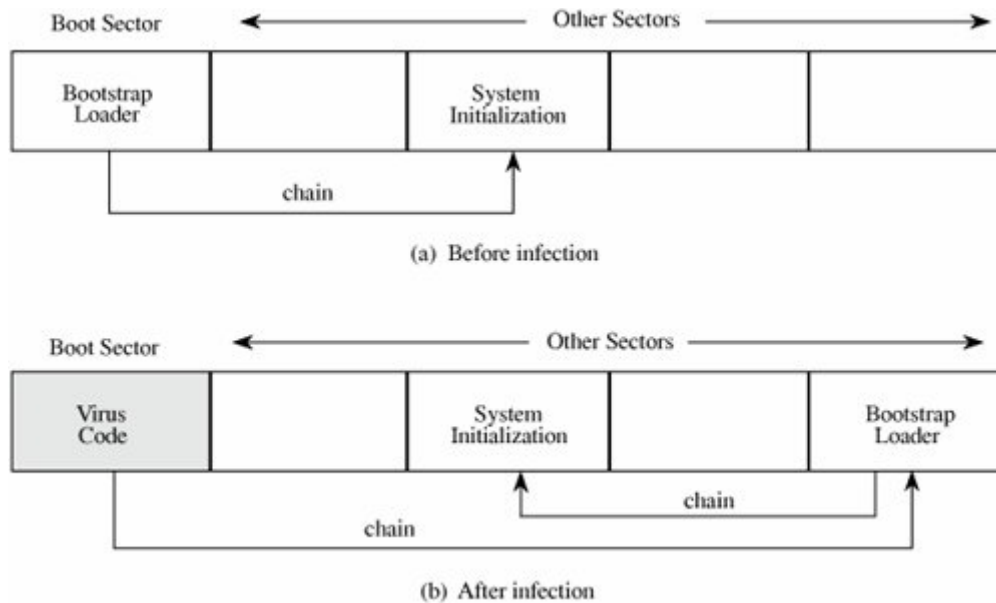 Boot Sector
Other Sectors
Bootstrap
Loader
System
Initialization
chain
(a) Before infection
Boot Sector
Other Sectors
Virus
Code
System
Initialization
Bootstrap
Loader
chain
chain
(b) After infection